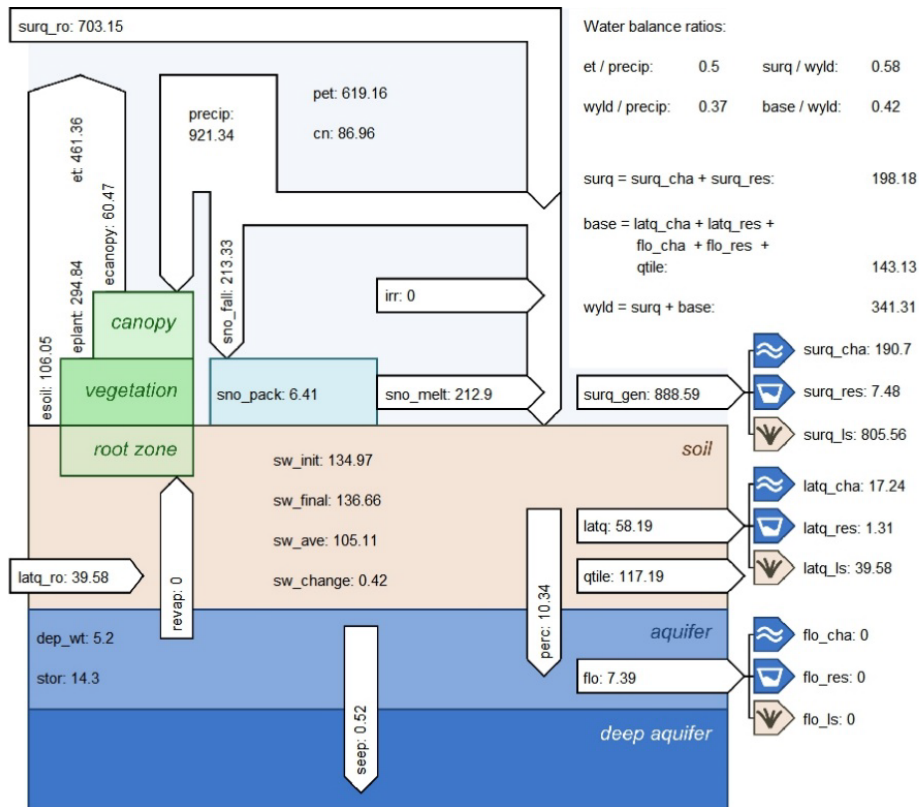 surq_ro: 703.15
Water balance ratios:
et / precip: 0.5 surq / wyld: 0.58
wyld / precip: 0.37 base / wyld: 0.42
pet: 619.16
cn: 86.96
precip:
921.34
et: 461.36
ecanopy: 60.47
eplant: 294.84
esoil: 106.05
sno_fall: 213.33
surq = surq_cha + surq_res: 198.18
base = latq_cha + latq_res +
flo_cha + flo_res +
qtile: 143.13
wyld = surq + base: 341.31
irr: 0
canopy
vegetation
root zone
sno_pack: 6.41
sno_melt: 212.9
surq_gen: 888.59
surq_cha: 190.7
surq_res: 7.48
surq_ls: 805.56
soil
sw_init: 134.97
sw_final: 136.66
sw_ave: 105.11
sw_change: 0.42
latq_ro: 39.58
revap: 0
perc: 10.34
latq: 58.19
qtile: 117.19
latq_cha: 17.24
latq_res: 1.31
latq_ls: 39.58
aquifer
dep_wt: 5.2
stor: 14.3
seep: 0.52
flo: 7.39
flo_cha: 0
flo_res: 0
flo_ls: 0
deep aquifer